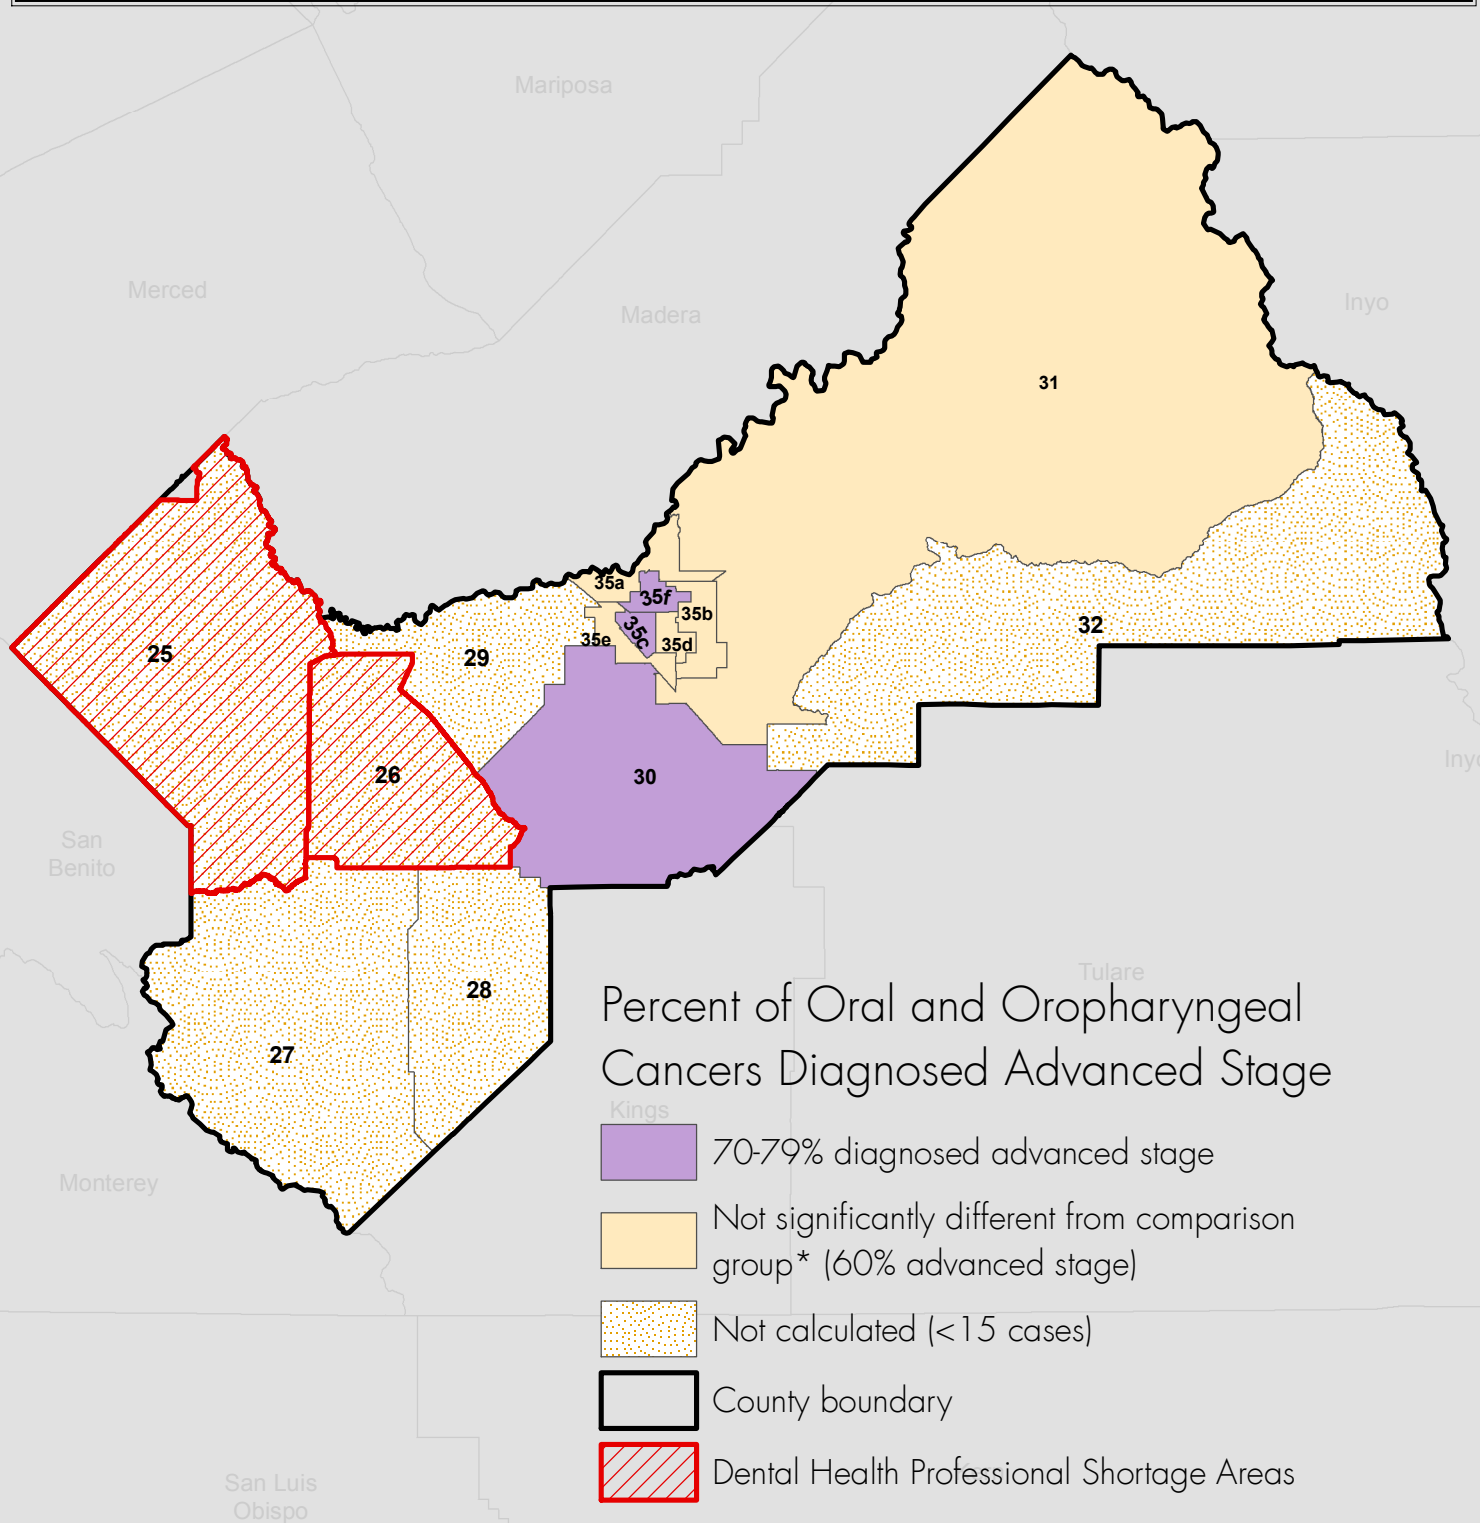 Mariposa
Merced
Madera
Inyo
31
35a
35f
35b
35c
35e
35d
32
25
29
26
30
Inyo
San
Benito
Tulare
28
27
Percent of Oral and Oropharyngeal
Cancers Diagnosed Advanced Stage
Kings
70-79% diagnosed advanced stage
Monterey
Not significantly different from comparison
group* (60% advanced stage)
Not calculated (<15 cases)
County boundary
Dental Health Professional Shortage Areas
San Luis
Obispo